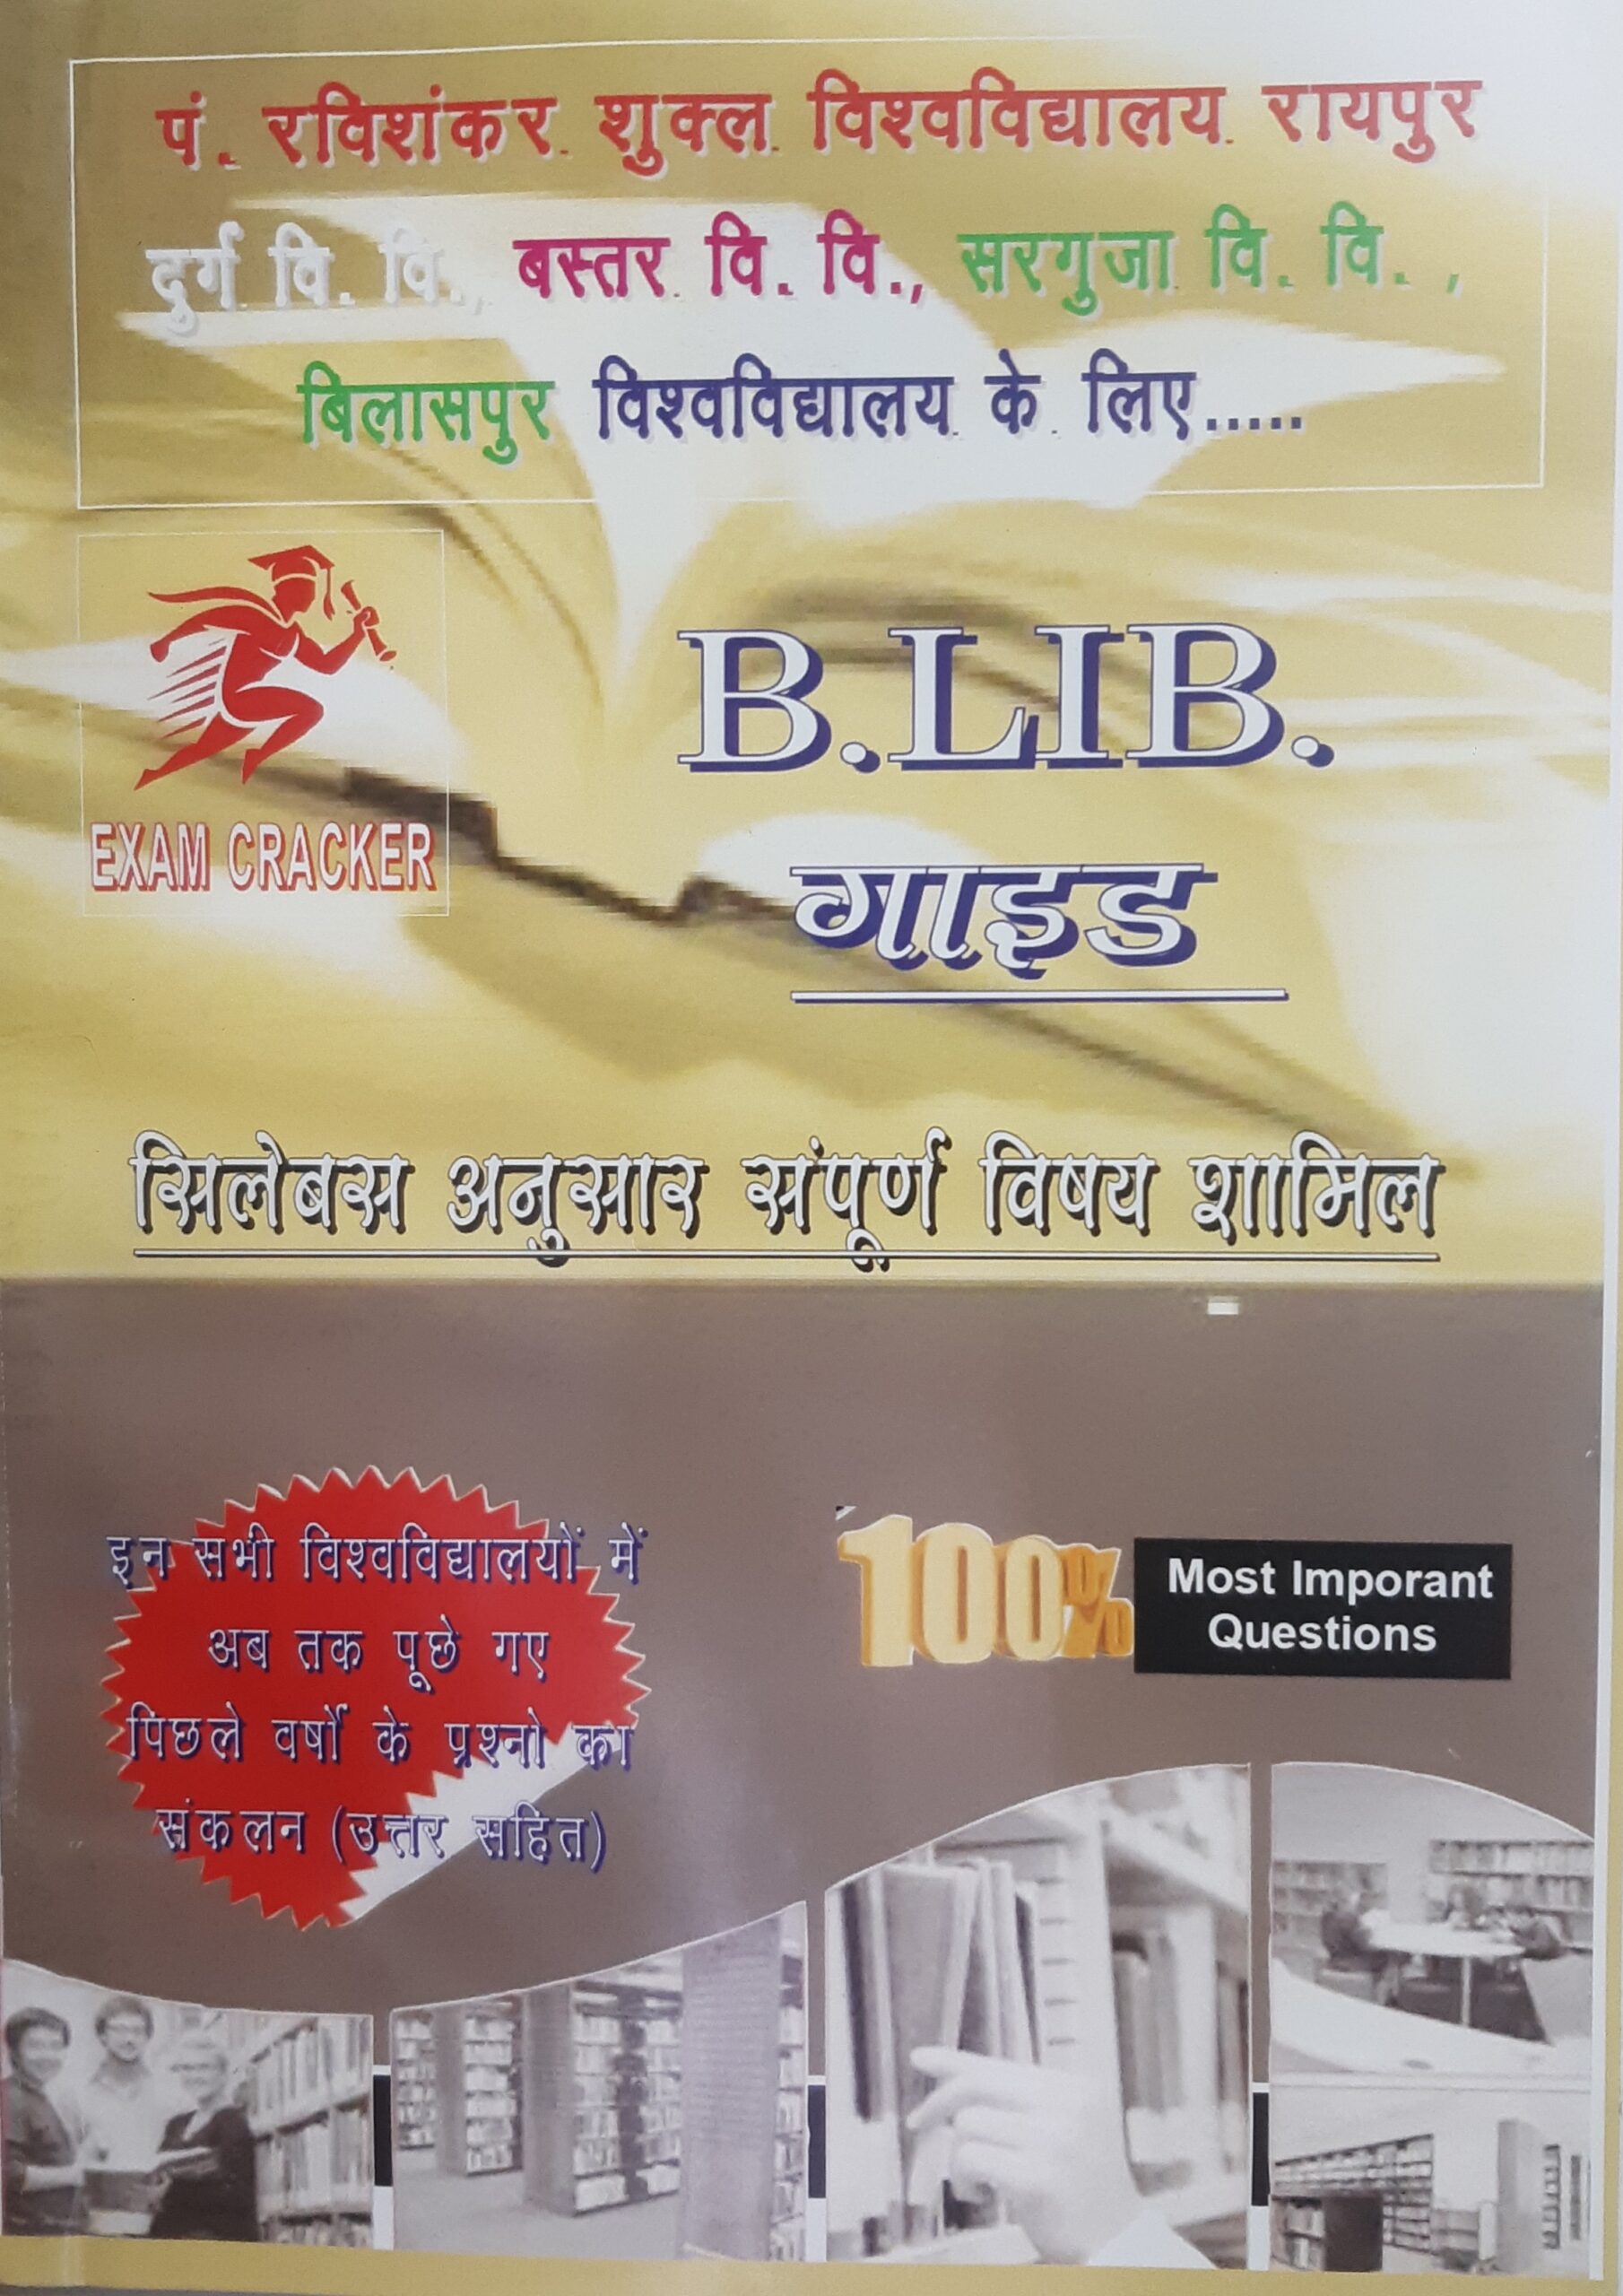 पं. रविशंकर शुक्ल विश्वविद्यालय रायपुर
दुर्ग वि. वि., बस्तर वि. वि., सरगुजा वि. वि. ,
बिलासपुर विश्वविद्यालय के लिए.....
EXAM CRACKER
B.LIB.
गाइड
सिलेबस अनुसार संपूर्ण विषय शामिल
इन सभी विश्वविद्यालयों में
अब तक पूछे गए
पिछले वर्षो के प्रश्नो का
संकलन (उत्तर सहित)
100%
Most Imporant
Questions